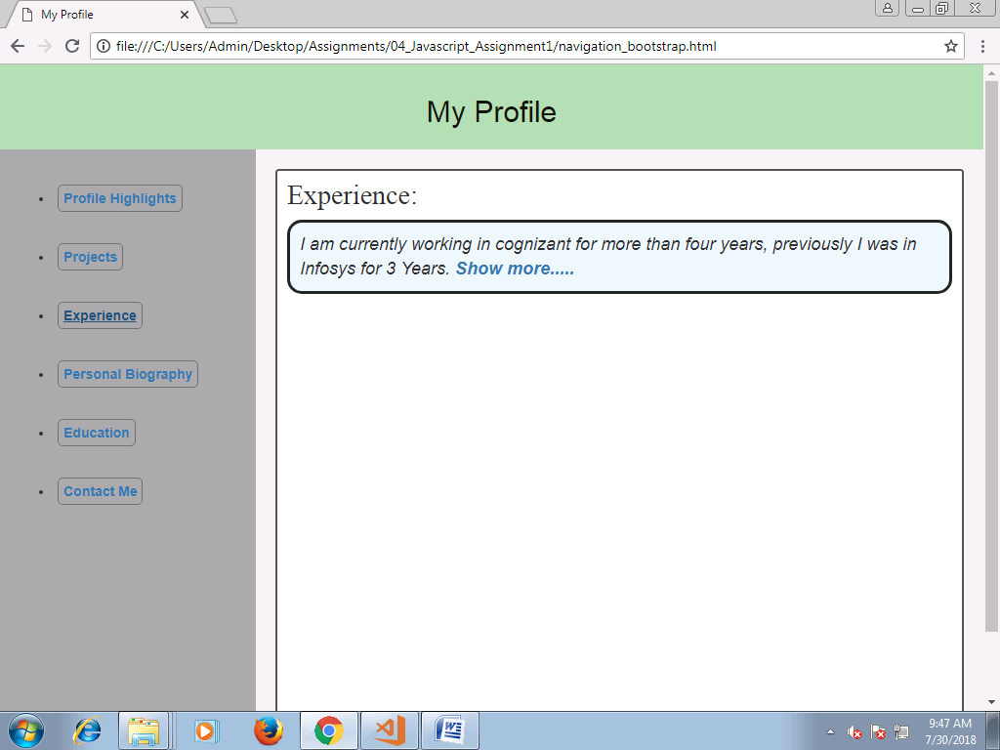 My Profile
file:///C:/Users/Admin/Desktop/Assignments/04_Javascript_Assignment1/navigation_bootstrap.html
My Profile
Profile Highlights
Projects
Experience
Personal Biography
Education
Contact Me
Experience:
I am currently working in cognizant for more than four years, previously I was in
Infosys for 3 Years. Show more.....
9:47 AM
7/30/2018